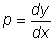 p = dy/dx